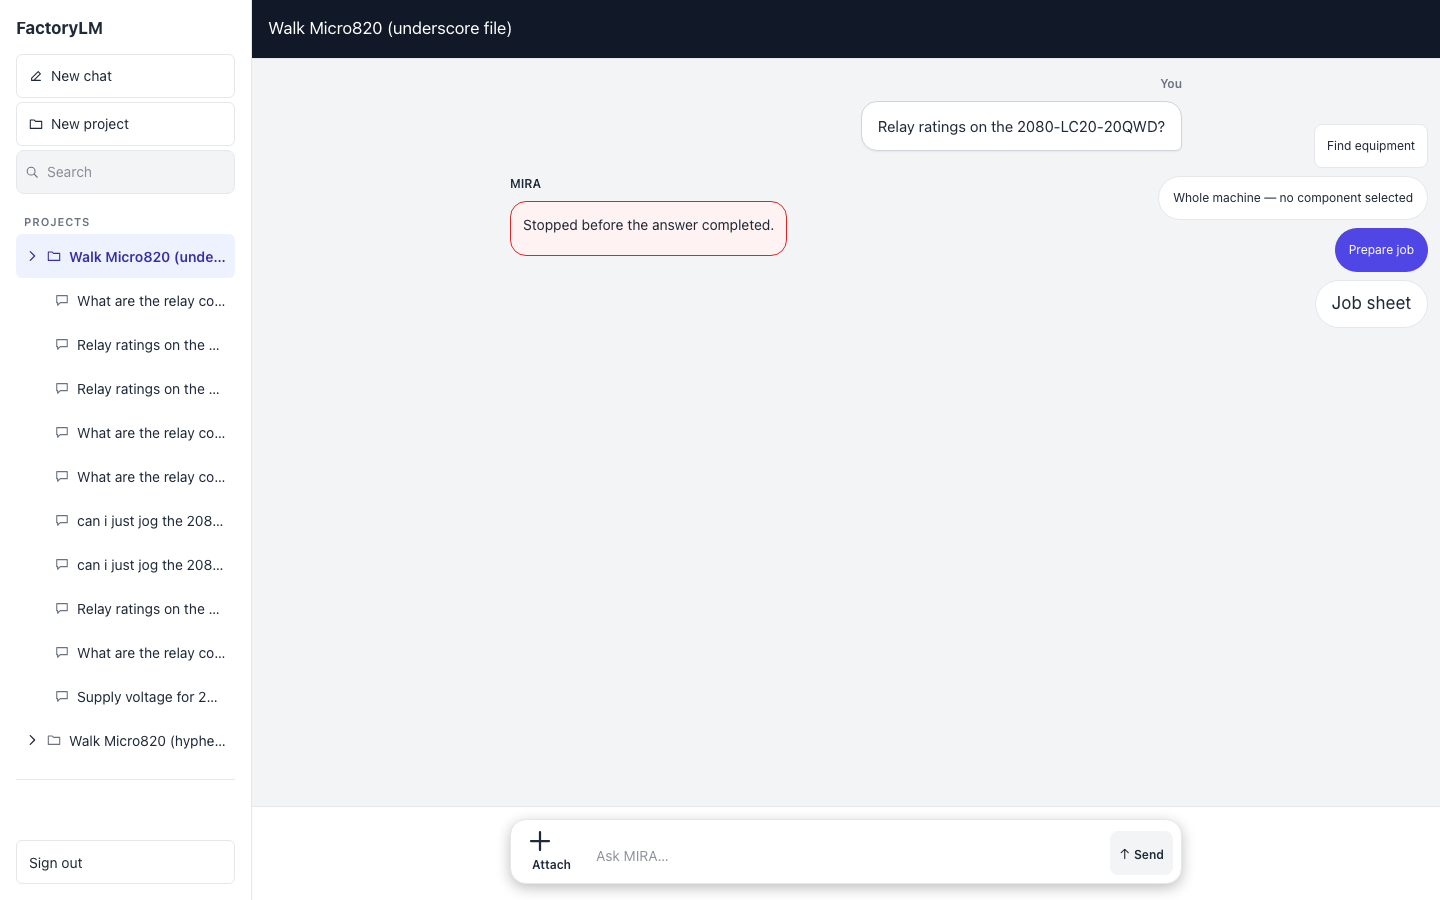 FactoryLM
New chat
New project
Search
PROJECTS
Walk Micro820 (unde...
What are the relay co...
Relay ratings on the ...
Relay ratings on the ...
What are the relay co...
What are the relay co...
can i just jog the 208...
can i just jog the 208...
Relay ratings on the ...
What are the relay co...
Supply voltage for 2...
Walk Micro820 (hyphe...
Sign out
Walk Micro820 (underscore file)
You
Relay ratings on the 2080-LC20-20QWD?
MIRA
Stopped before the answer completed.
Find equipment
Whole machine — no component selected
Prepare job
Job sheet
Attach
Ask MIRA...
↑ Send